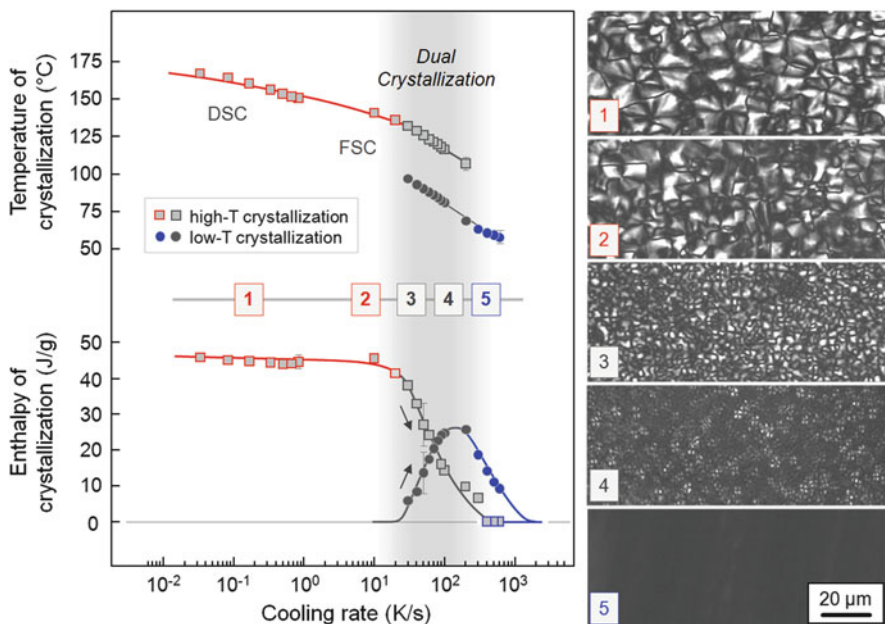 Dual
Crystallization
Temperature of
crystallization (°C)
175
150
125
100
75
50
DSC
FSC
high-T crystallization
low-T crystallization
1
2
3
4
5
Enthalpy of
crystallization (J/g)
50
40
30
20
10
0
10-2
10-1
100
101
102
103
Cooling rate (K/s)
1
2
3
4
5
20 µm